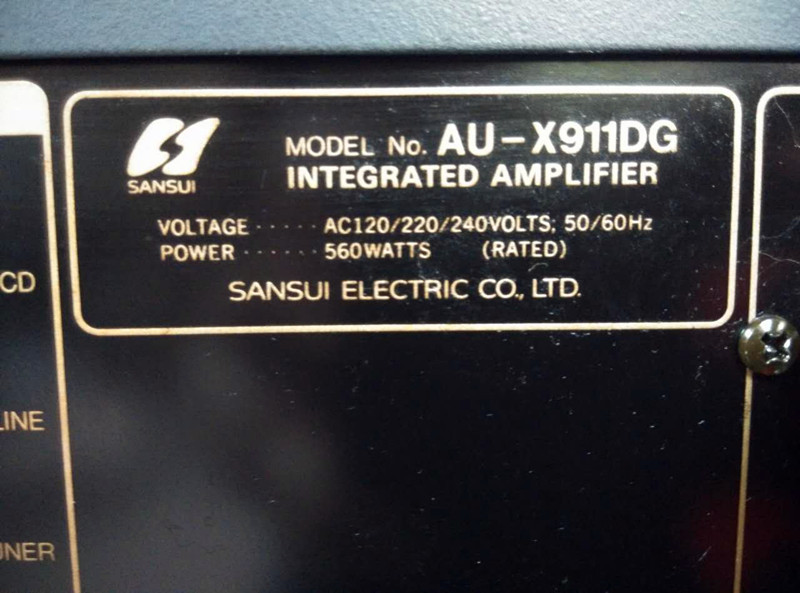 SANSUI
MODEL No. AU-X911DG
INTEGRATED AMPLIFIER
VOLTAGE ····· AC120/220/240VOLTS; 50/60Hz
POWER ······ 560WATTS (RATED)
SANSUI ELECTRIC CO., LTD.
CD
LINE